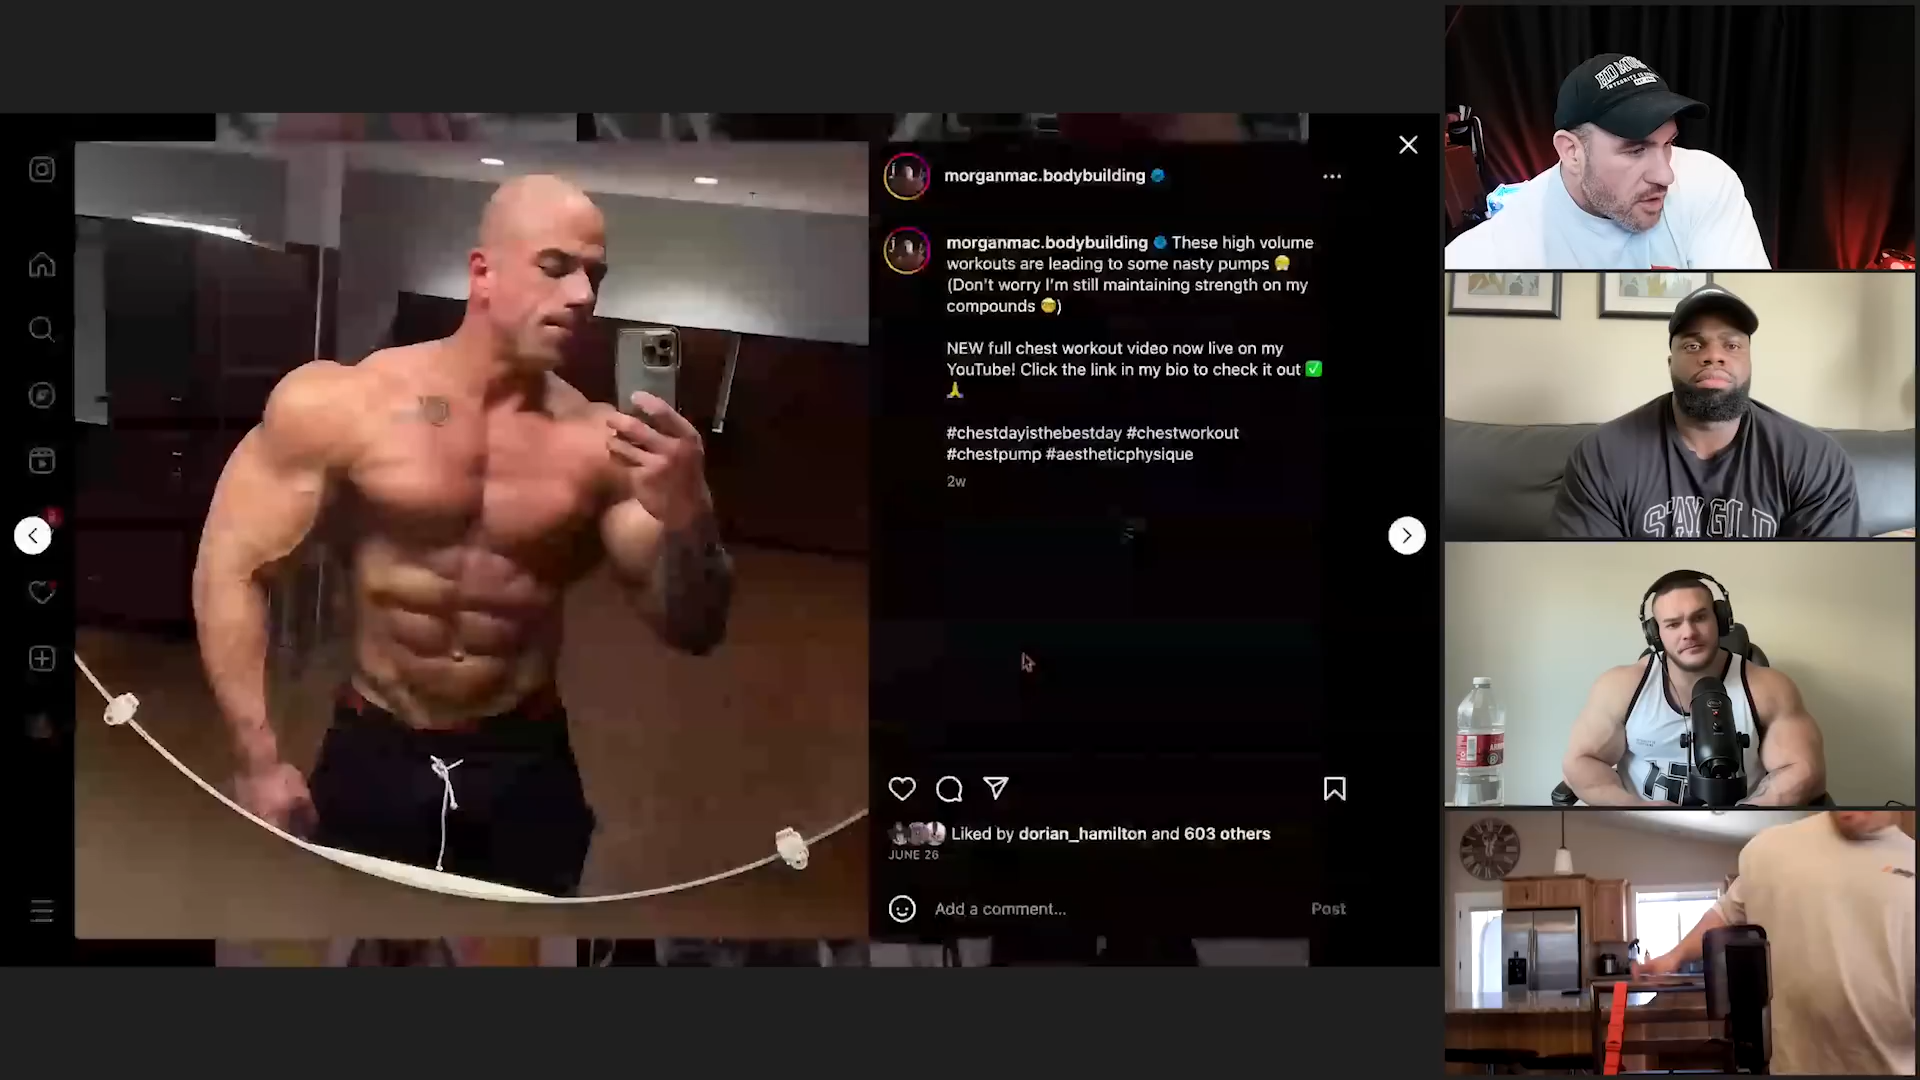 morganmac.bodybuilding
morganmac.bodybuilding These high volume
workouts are leading to some nasty pumps
(Don't worry I'm still maintaining strength on my
compounds )
NEW full chest workout video now live on my
YouTube! Click the link in my bio to check it out
#chestdayisthebestday #chestworkout
#chestpump #aestheticphysique
2w
Liked by dorian_hamilton and 603 others
JUNE 26
Add a comment... Post
STAY GOLD